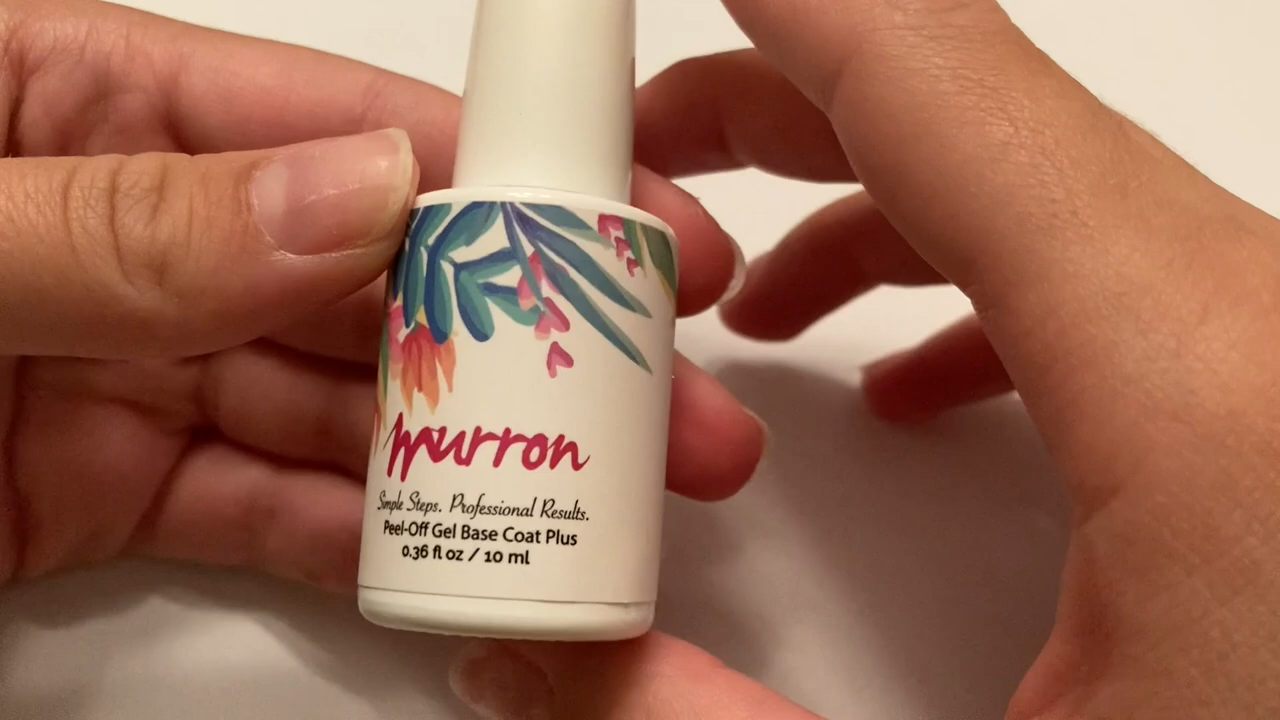 murron
Simple Steps. Professional Results.
Peel-Off Gel Base Coat Plus
0.36 fl oz / 10 ml